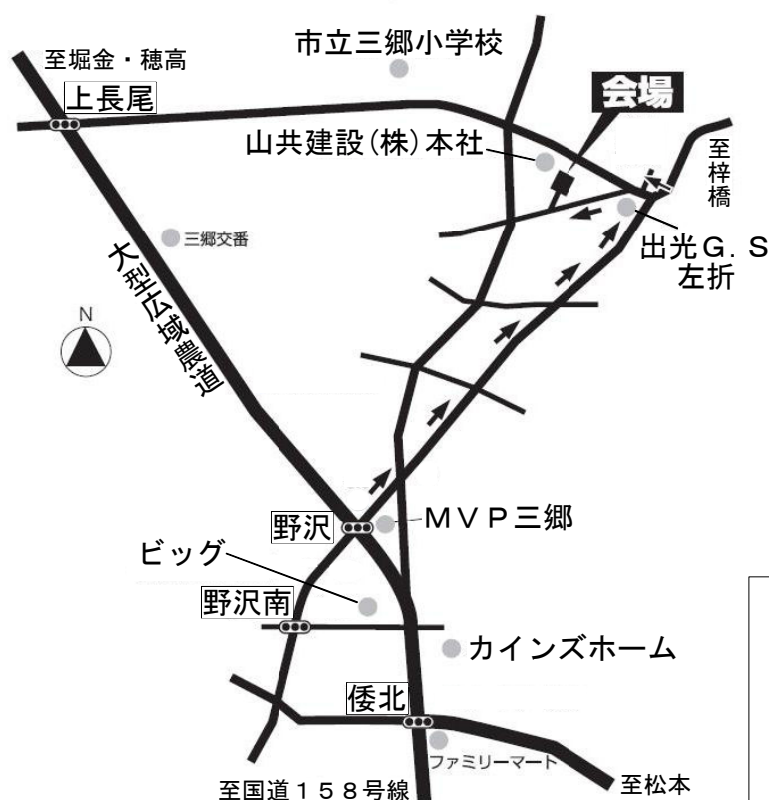 市立三郷小学校
至堀金・穂高
会場
上長尾
山共建設(株)本社
至梓橋
三郷交番
出光G.S
左折
大型広域農道
N
野沢
MVP三郷
ビッグ
野沢南
カインズホーム
倭北
ファミリーマート
至国道158号線
至松本